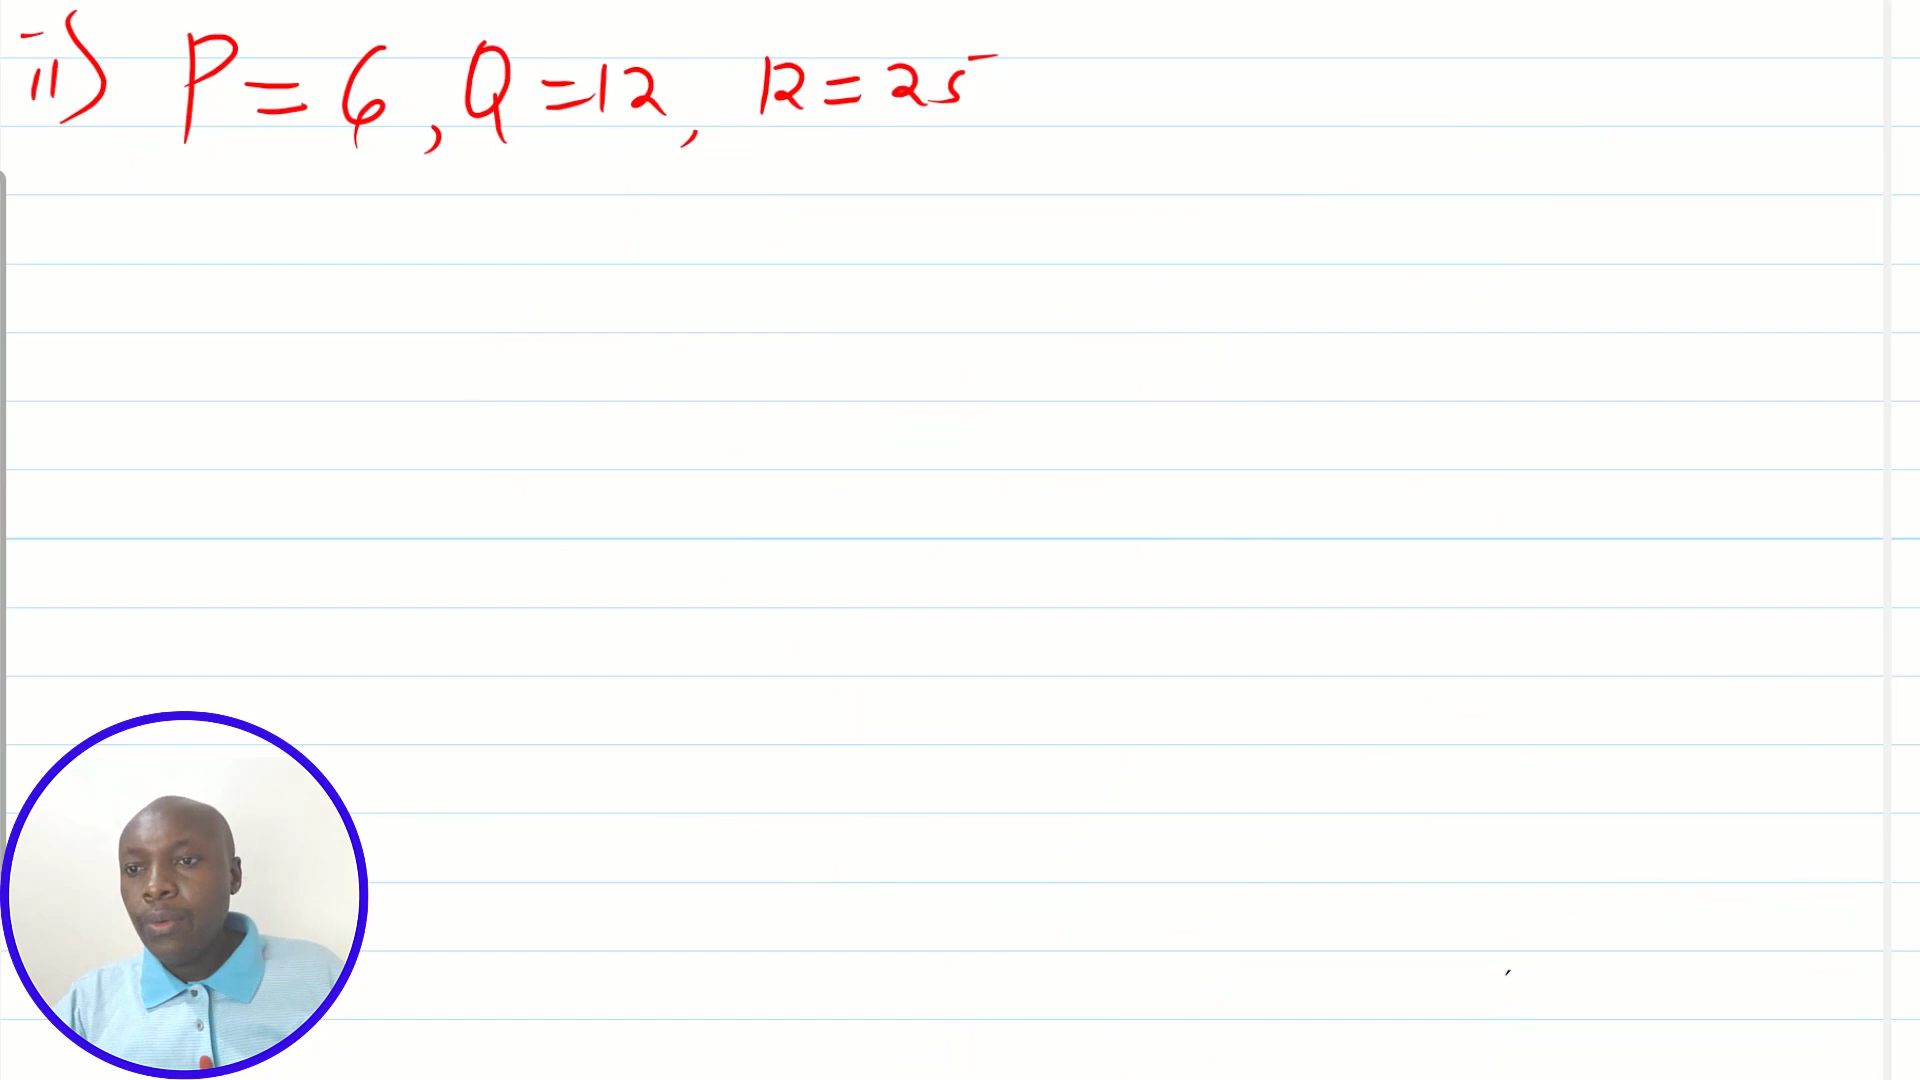 ii) P = 6, Q = 12, R = 25